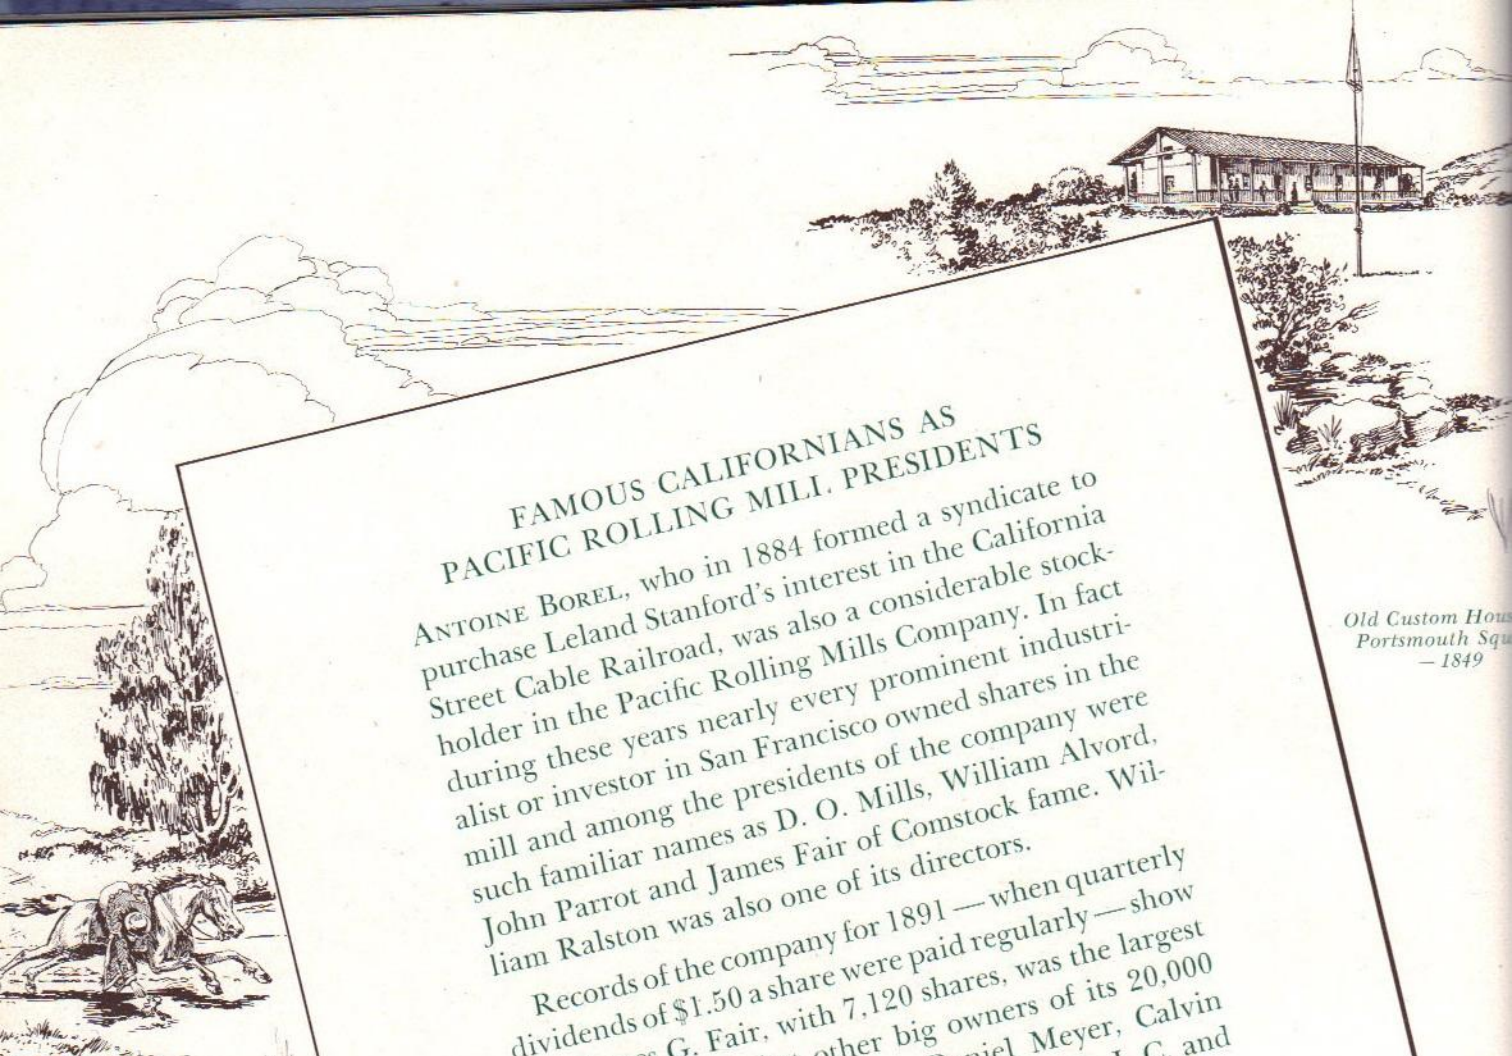 FAMOUS CALIFORNIANS AS
PACIFIC ROLLING MILL PRESIDENTS
ANTOINE BOREL, who in 1884 formed a syndicate to
purchase Leland Stanford's interest in the California
Street Cable Railroad, was also a considerable stock-
holder in the Pacific Rolling Mills Company. In fact
during these years nearly every prominent industri-
alist or investor in San Francisco owned shares in the
mill and among the presidents of the company were
such familiar names as D. O. Mills, William Alvord,
John Parrot and James Fair of Comstock fame. Wil-
liam Ralston was also one of its directors.
Records of the company for 1891 — when quarterly
dividends of $1.50 a share were paid regularly — show
G. Fair, with 7,120 shares, was the largest
other big owners of its 20,000
Meyer, Calvin
C. and
Old Custom
Portsmouth
— 1849